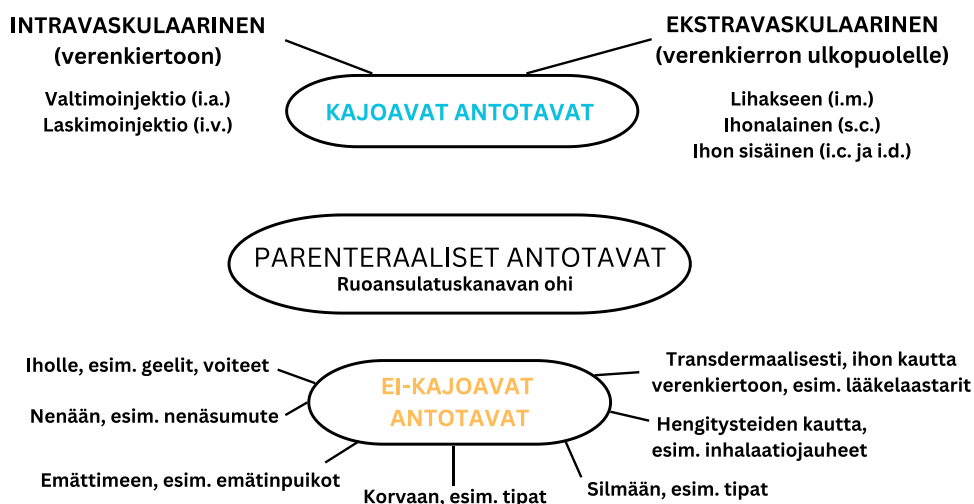 INTRAVASKULAARINEN
(verenkiertoon)
Valtimoinjektio (i.a.)
Laskimoinjektio (i.v.)
KAJOAVAT ANTOTAVAT
EKSTRAVASKULAARINEN
(verenkierron ulkopuolelle)
Lihakseen (i.m.)
Ihonalainen (s.c.)
Ihon sisäinen (i.c. ja i.d.)
PARENTERAALISET ANTOTAVAT
Ruoansulatuskanavan ohi
Iholle, esim. geelit, voiteet
Nenään, esim. nenäsumute
Emättimeen, esim. emätinpuikot
EI-KAJOAVAT
ANTOTAVAT
Korvaan, esim. tipat
Transdermaalisesti, ihon kautta
verenkiertoon, esim. lääkelaastarit
Hengitysteiden kautta,
esim. inhalaatiojauheet
Silmään, esim. tipat